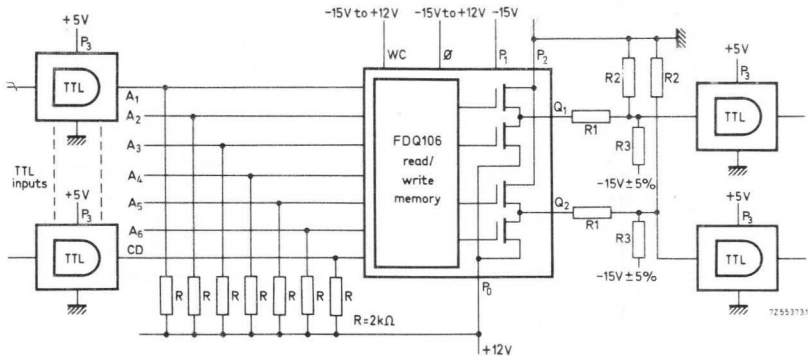 -15V to +12V
-15V to +12V
-15V
+5V
P3
TTL
WC
Ø
P1
P2
+5V
P3
TTL
R2
R2
A1
A2
A3
A4
A5
A6
CD
FDQ106
read/
write
memory
Q1
R1
R3
-15V±5%
TTL
inputs
+5V
P3
TTL
Q2
R1
R3
-15V±5%
+5V
P3
TTL
R
R
R
R
R
R
R
R=2kΩ
P0
+12V